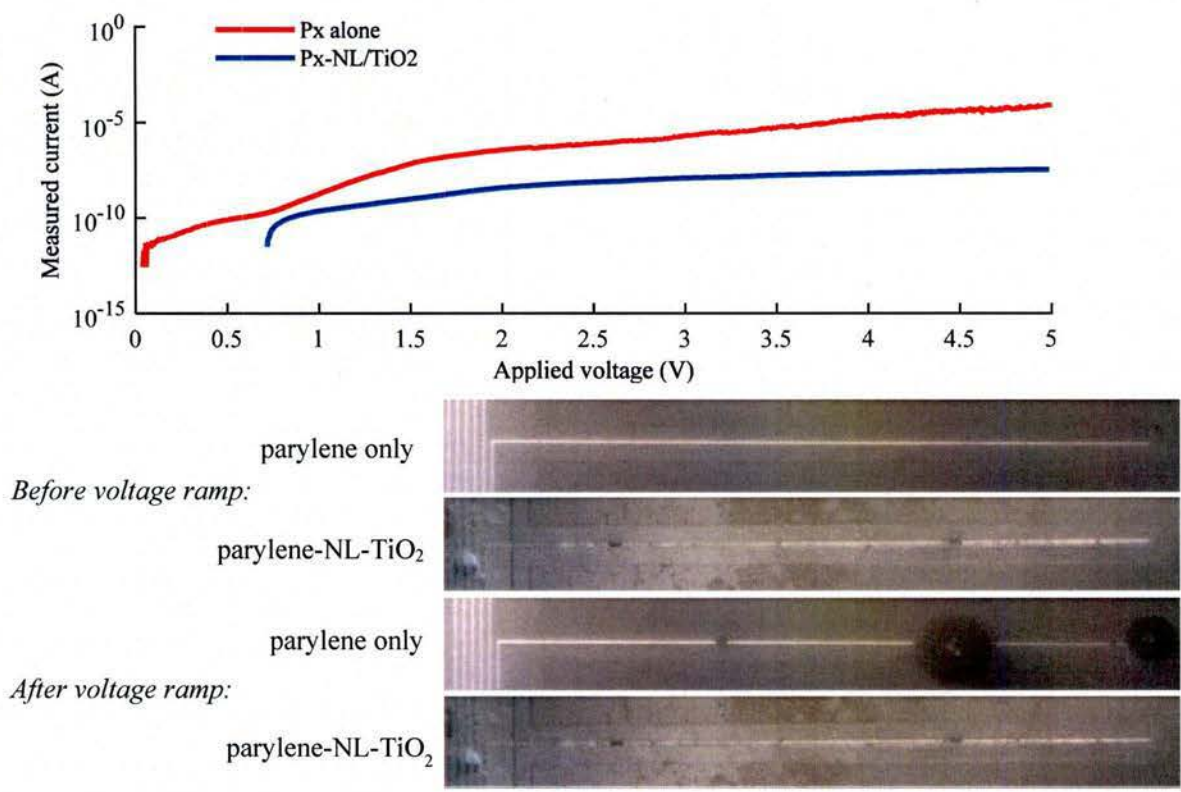 Px alone
Px-NL/TiO2
Measured current (A)
10⁰
10⁻⁵
10⁻¹⁰
10⁻¹⁵
0 0.5 1 1.5 2 2.5 3 3.5 4 4.5 5
Applied voltage (V)
parylene only
Before voltage ramp:
parylene-NL-TiO₂
parylene only
After voltage ramp:
parylene-NL-TiO₂